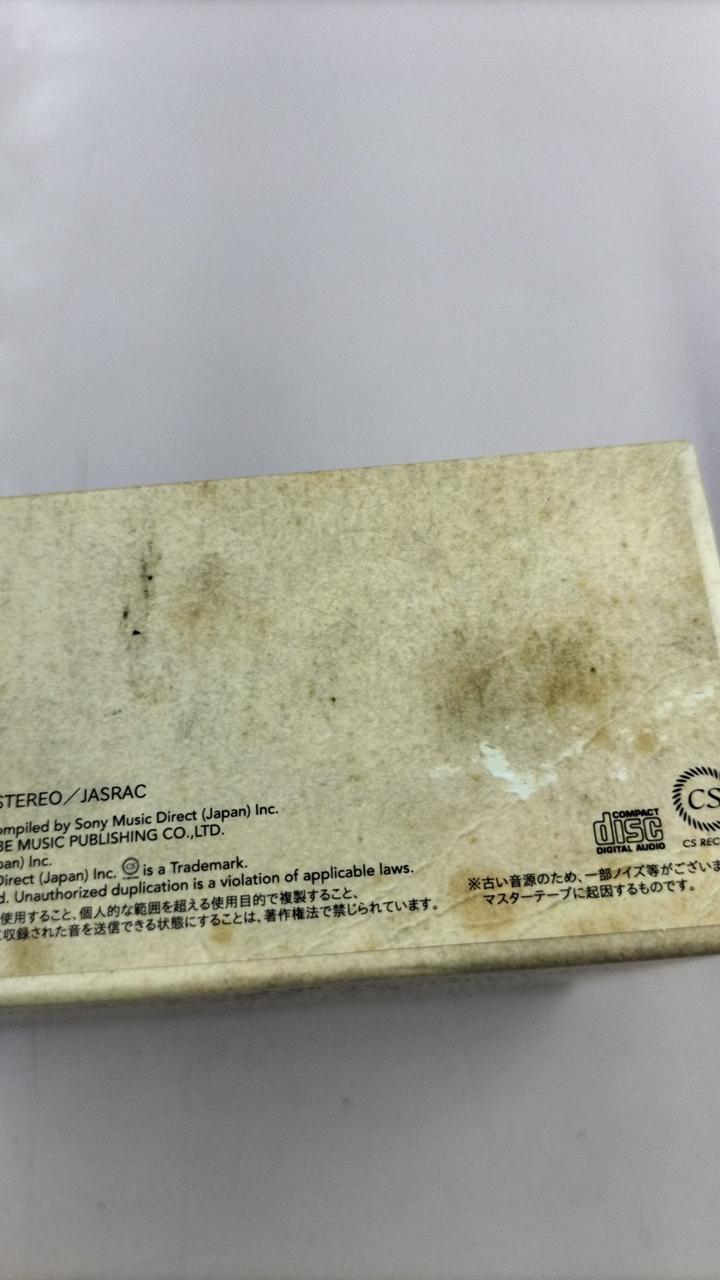 STEREO／JASRAC
ompiled by Sony Music Direct (Japan) Inc.
BE MUSIC PUBLISHING CO.,LTD.
pan) Inc.
Direct (Japan) Inc. CS is a Trademark.
d. Unauthorized duplication is a violation of applicable laws.
使用すること、個人的な範囲を超える使用目的で複製すること、
収録された音を送信できる状態にすることは、著作権法で禁じられています。
COMPACT
disc
DIGITAL AUDIO
CS
CS REC
※古い音源のため、一部ノイズ等がございま
マスターテープに起因するものです。